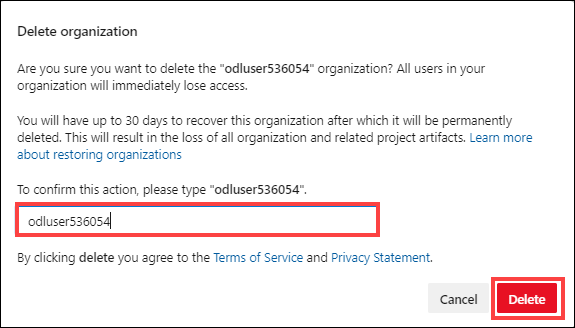 Delete organization
Are you sure you want to delete the "odluser536054" organization? All users in your
organization will immediately lose access.
You will have up to 30 days to recover this organization after which it will be permanently
deleted. This will result in the loss of all organization and related project artifacts. Learn more
about restoring organizations
To confirm this action, please type "odluser536054".
odluser536054
By clicking delete you agree to the Terms of Service and Privacy Statement.
Cancel Delete